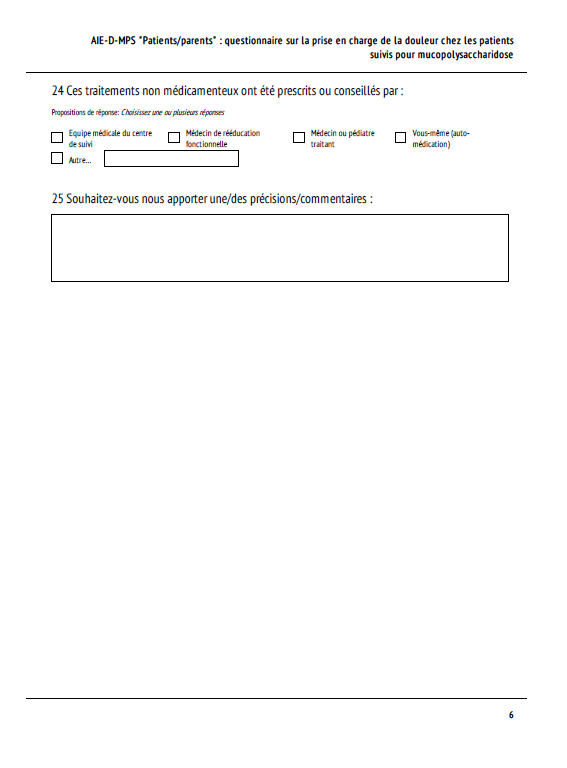 AIE-D-MPS "Patients/parents" : questionnaire sur la prise en charge de la douleur chez les patients
suivis pour mucopolysaccharidose
24 Ces traitements non médicamenteux ont été prescrits ou conseillés par :
Propositions de réponse: Choisissez une ou plusieurs réponses
Equipe médicale du centre
de suivi
Médecin de rééducation
fonctionnelle
Médecin ou pédiatre
traitant
Vous-même (auto-
médication)
Autre...
25 Souhaitez-vous nous apporter une/des précisions/commentaires :
6